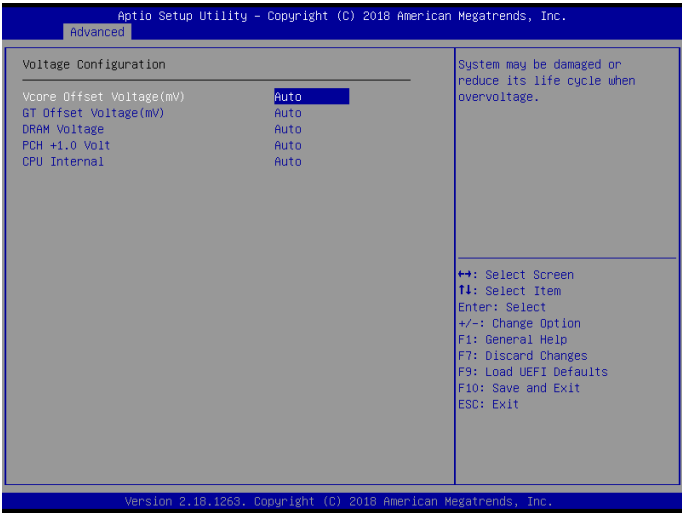 Aptio Setup Utility – Copyright (C) 2018 American Megatrends, Inc.
Advanced
Voltage Configuration
Vcore Offset Voltage(mV) Auto
GT Offset Voltage(mV) Auto
DRAM Voltage Auto
PCH +1.0 Volt Auto
CPU Internal Auto
System may be damaged or
reduce its life cycle when
overvoltage.
↔: Select Screen
↑↓: Select Item
Enter: Select
+/-: Change Option
F1: General Help
F7: Discard Changes
F9: Load UEFI Defaults
F10: Save and Exit
ESC: Exit
Version 2.18.1263. Copyright (C) 2018 American Megatrends, Inc.